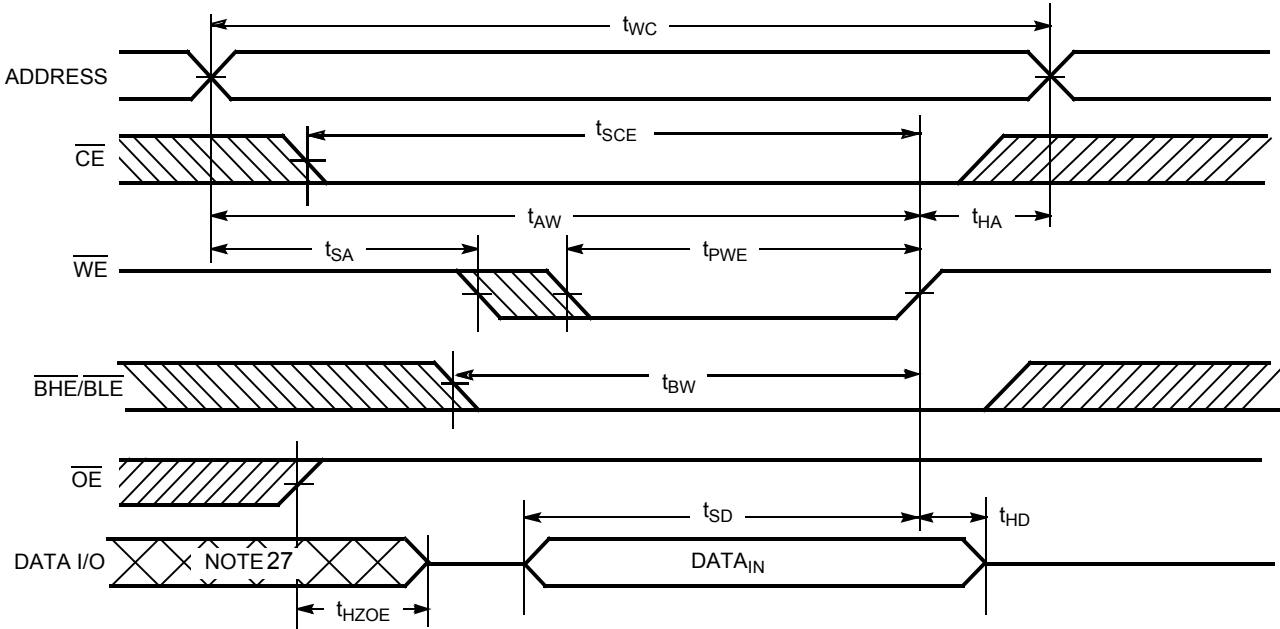 tWC
ADDRESS
tSCE
CE
tAW
tHA
tSA
tPWE
WE
tBW
BHE/BLE
OE
tSD
tHD
DATA I/O
NOTE 27
DATAIN
tHZOE